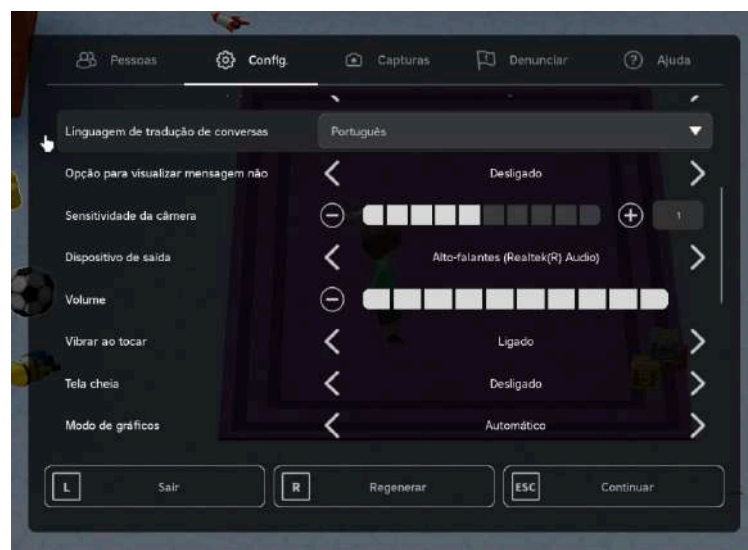 Pessoas
Config.
Capturas
Denunciar
Ajuda
Linguagem de tradução de conversas
Português
Opção para visualizar mensagem não
Desligado
Sensitividade da câmera
1
Dispositivo de saída
Alto-falantes (Realtek(R) Audio)
Volume
Vibrar ao tocar
Ligado
Tela cheia
Desligado
Modo de gráficos
Automático
L Sair
R Regenerar
ESC Continuar